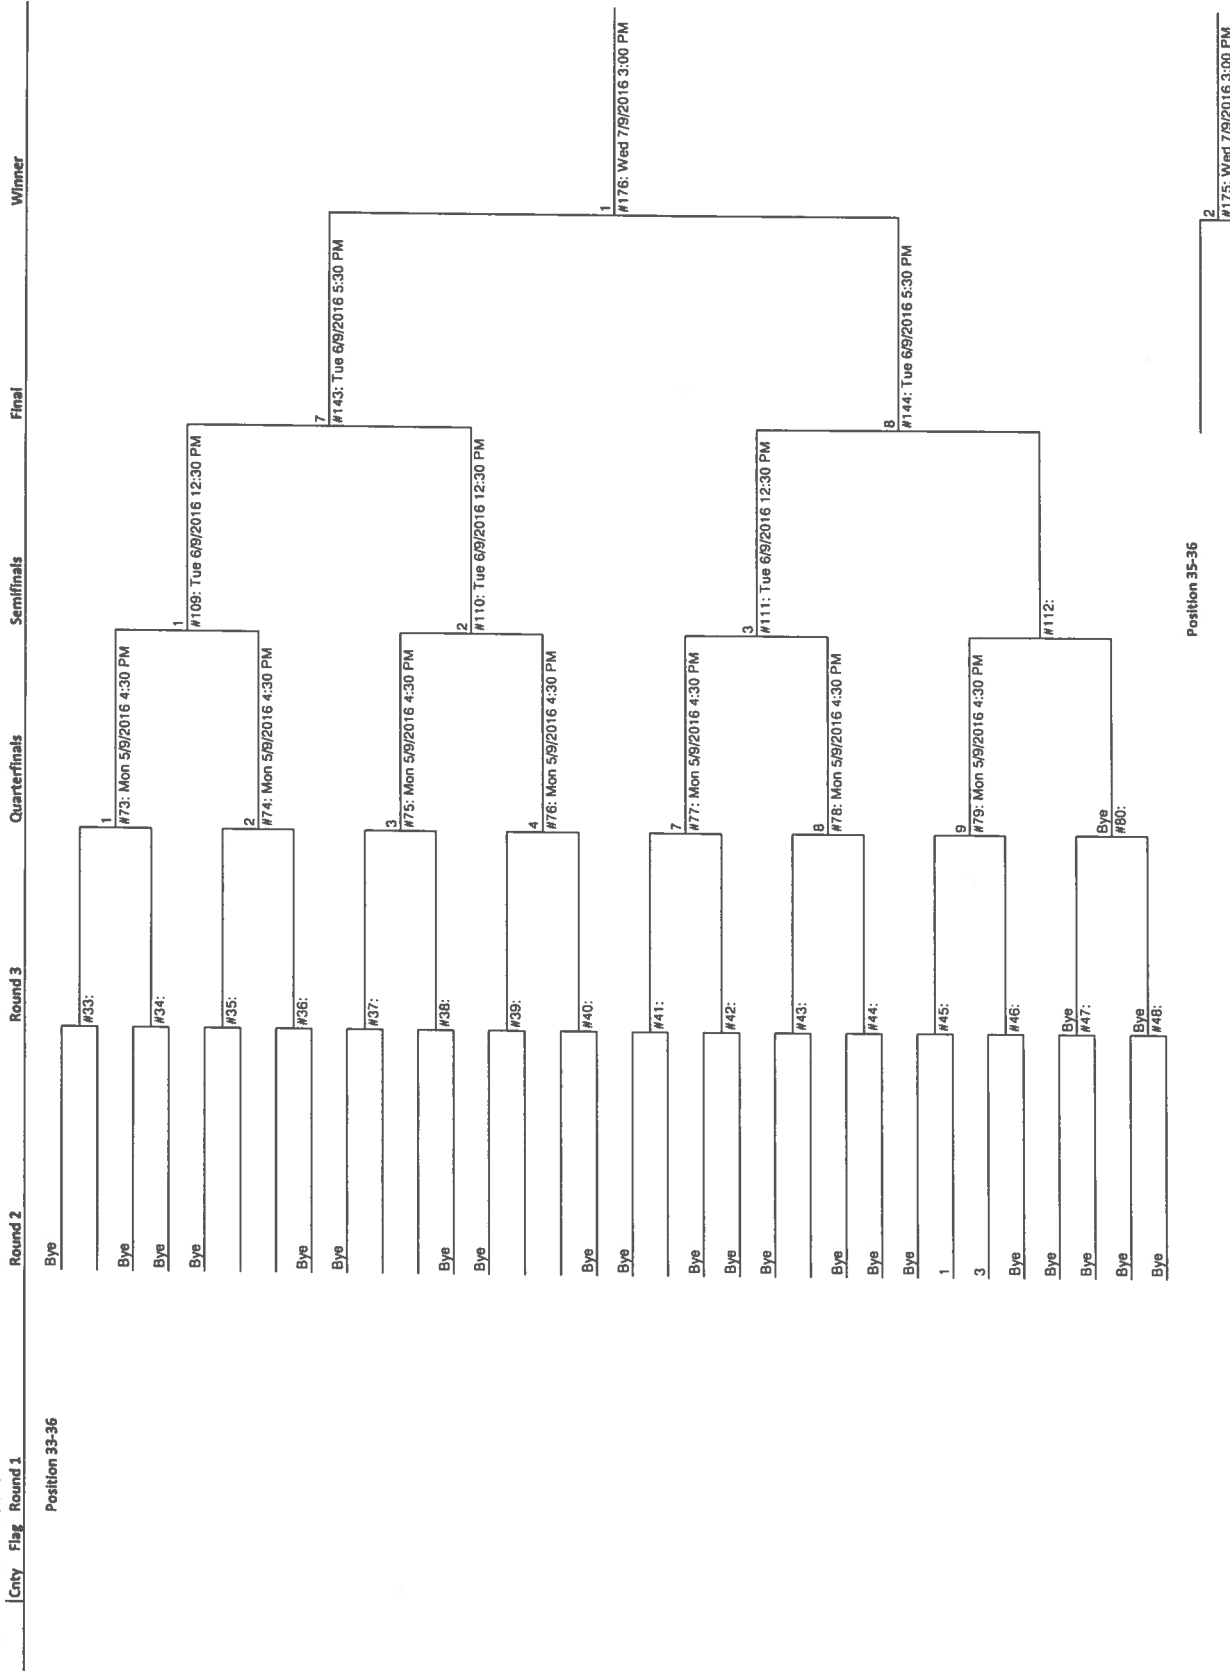 Cnty Flag Round 1 Round 2 Round 3 Quarterfinals Semifinals Final Winner
Position 33-36
Bye
#33:
1
#73: Mon 5/9/2016 4:30 PM
Bye
#34:
Bye
1
#109: Tue 6/9/2016 12:30 PM
Bye
#35:
2
#74: Mon 5/9/2016 4:30 PM
#36:
Bye
7
#143: Tue 6/9/2016 5:30 PM
Bye
#37:
3
#75: Mon 5/9/2016 4:30 PM
#38:
Bye
2
#110: Tue 6/9/2016 12:30 PM
Bye
#39:
4
#76: Mon 5/9/2016 4:30 PM
#40:
Bye
1
#176: Wed 7/9/2016 3:00 PM
Bye
#41:
7
#77: Mon 5/9/2016 4:30 PM
Bye
#42:
Bye
3
#111: Tue 6/9/2016 12:30 PM
Bye
#43:
8
#78: Mon 5/9/2016 4:30 PM
Bye
#44:
Bye
8
#144: Tue 6/9/2016 5:30 PM
Bye
#45:
1
9
#79: Mon 5/9/2016 4:30 PM
3
#46:
Bye
#112:
Bye
Bye
#47:
Bye
Bye
#80:
Bye
Bye
#48:
Bye
Position 35-36
2
#175: Wed 7/9/2016 3:00 PM